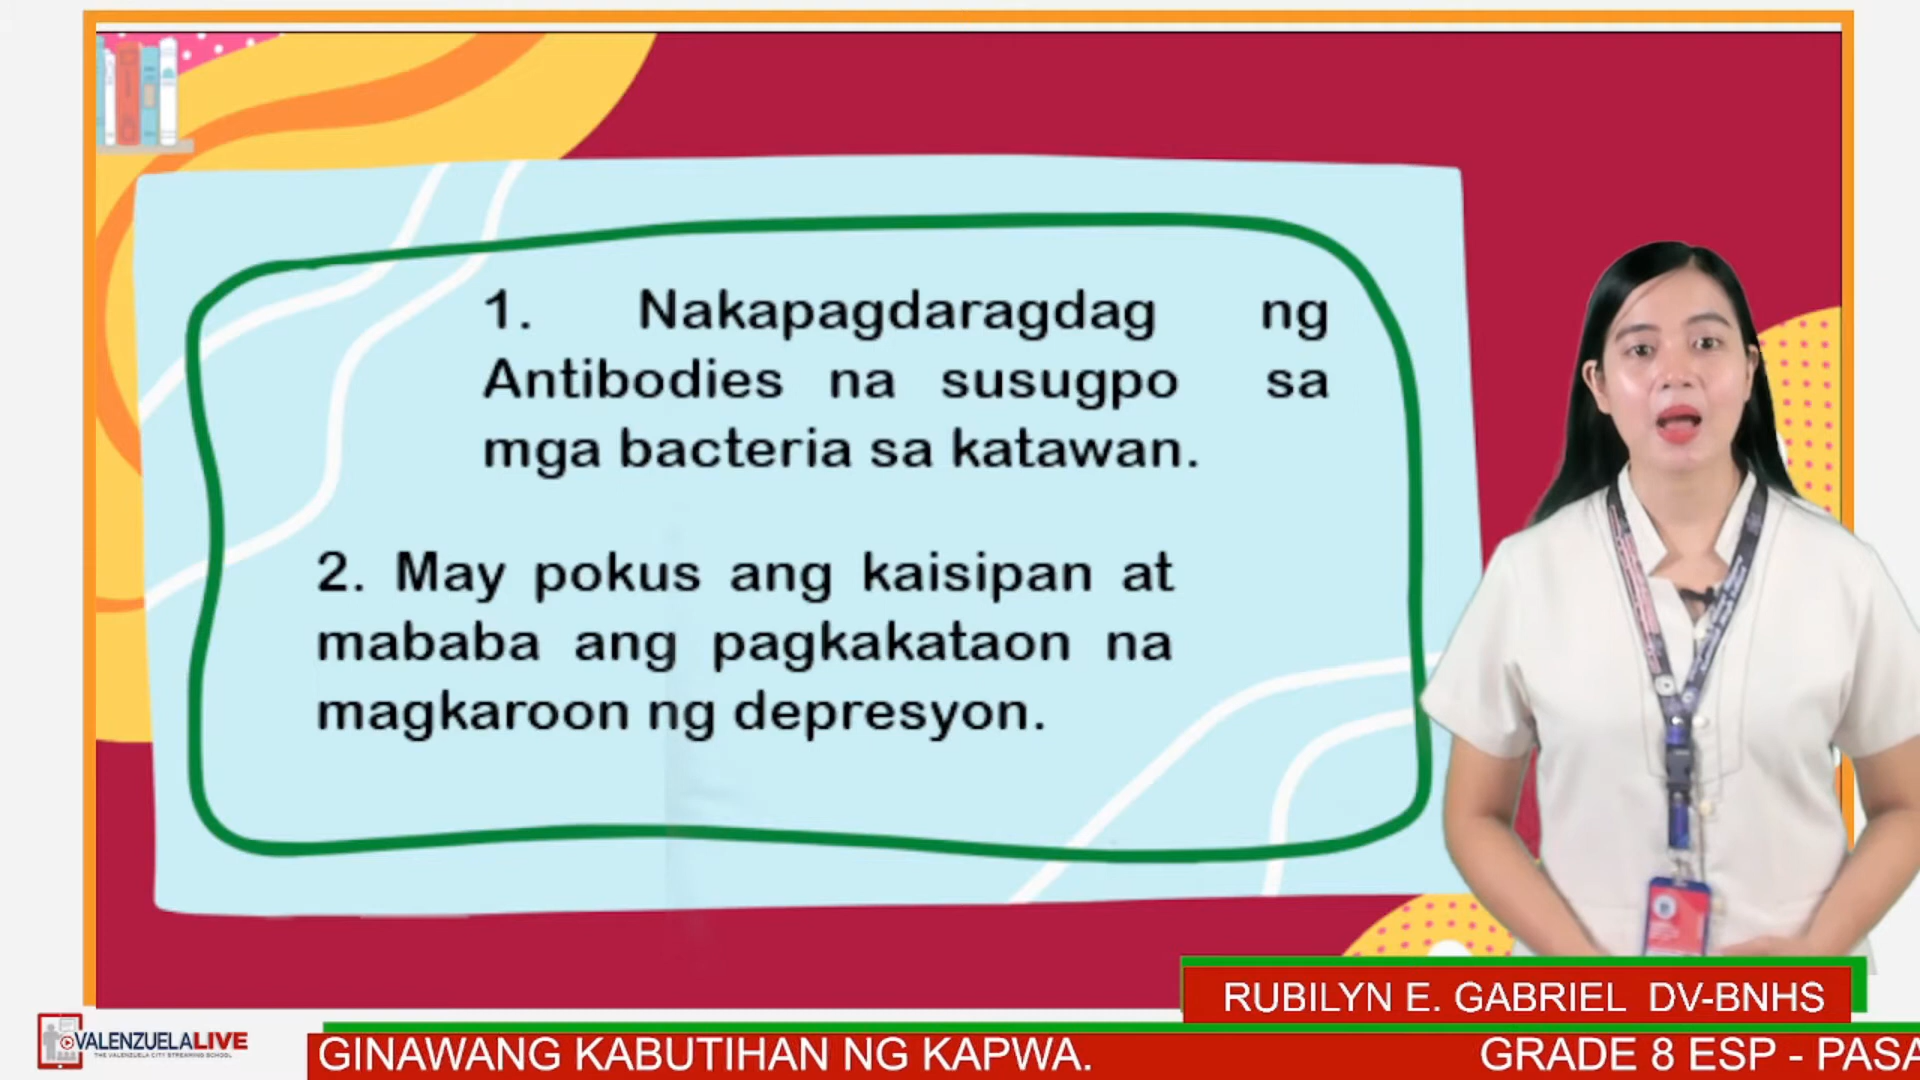 1. Nakapagdaragdag ng
Antibodies na susugpo sa
mga bacteria sa katawan.
2. May pokus ang kaisipan at
mababa ang pagkakataon na
magkaroon ng depresyon.
RUBILYN E. GABRIEL DV-BNHS
VALENZUELALIVE
THE VALENZUELA CITY STREAMING SCHOOL
GINAWANG KABUTIHAN NG KAPWA. GRADE 8 ESP - PASA